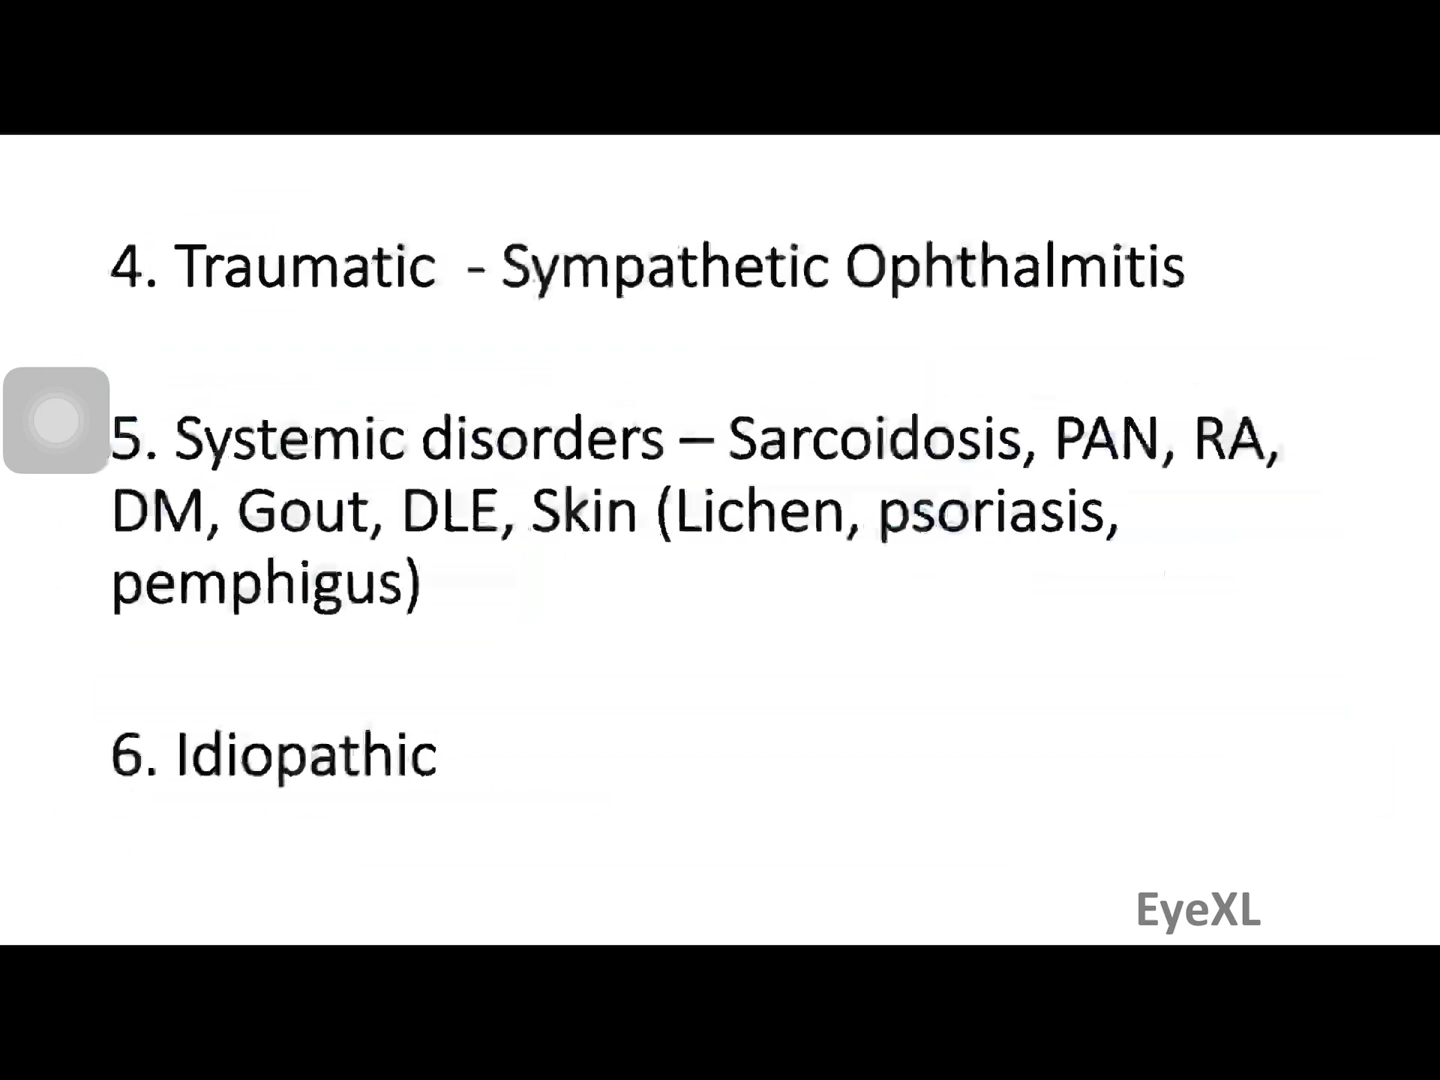 4. Traumatic  - Sympathetic Ophthalmitis
5. Systemic disorders – Sarcoidosis, PAN, RA,
DM, Gout, DLE, Skin (Lichen, psoriasis,
pemphigus)
6. Idiopathic
EyeXL